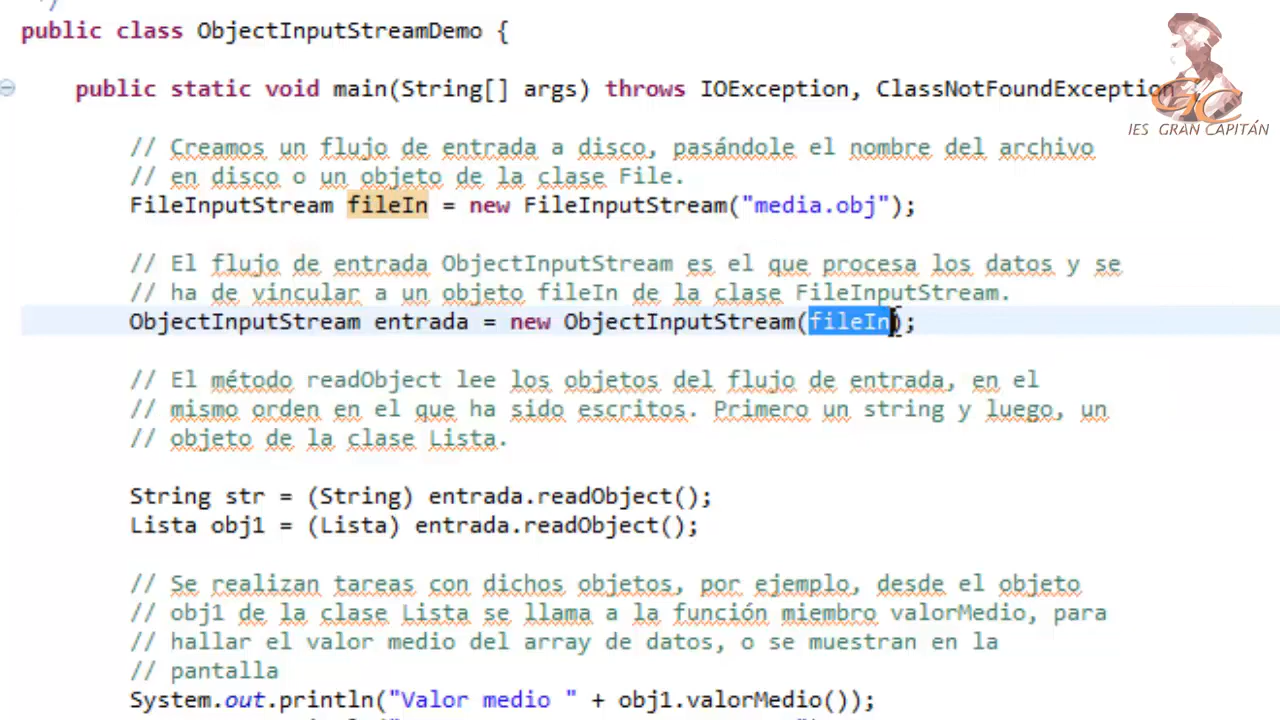 */
public class ObjectInputStreamDemo {
public static void main(String[] args) throws IOException, ClassNotFoundException
IES GRAN CAPITÁN
// Creamos un flujo de entrada a disco, pasándole el nombre del archivo
// en disco o un objeto de la clase File.
FileInputStream fileIn = new FileInputStream("media.obj");
// El flujo de entrada ObjectInputStream es el que procesa los datos y se
// ha de vincular a un objeto fileIn de la clase FileInputStream.
ObjectInputStream entrada = new ObjectInputStream(fileIn);
// El método readObject lee los objetos del flujo de entrada, en el
// mismo orden en el que ha sido escritos. Primero un string y luego, un
// objeto de la clase Lista.
String str = (String) entrada.readObject();
Lista obj1 = (Lista) entrada.readObject();
// Se realizan tareas con dichos objetos, por ejemplo, desde el objeto
// obj1 de la clase Lista se llama a la función miembro valorMedio, para
// hallar el valor medio del array de datos, o se muestran en la
// pantalla
System.out.println("Valor medio " + obj1.valorMedio());